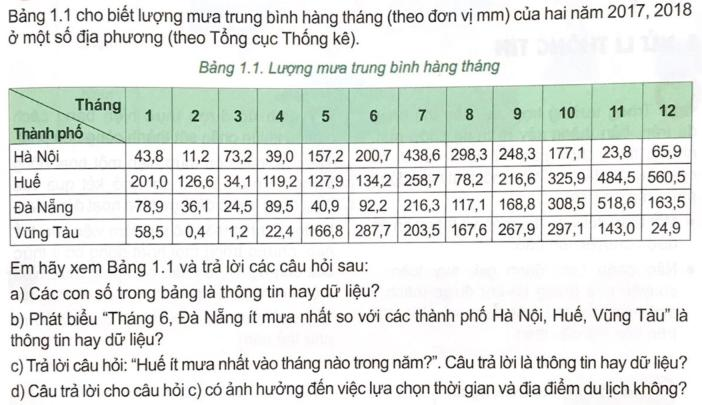 Bảng 1.1 cho biết lượng mưa trung bình hàng tháng (theo đơn vị mm) của hai năm 2017, 2018
ở một số địa phương (theo Tổng cục Thống kê).
Bảng 1.1. Lượng mưa trung bình hàng tháng
Tháng 1 2 3 4 5 6 7 8 9 10 11 12
Thành phố
Hà Nội 43,8 11,2 73,2 39,0 157,2 200,7 438,6 298,3 248,3 177,1 23,8 65,9
Huế 201,0 126,6 34,1 119,2 127,9 134,2 258,7 78,2 216,6 325,9 484,5 560,5
Đà Nẵng 78,9 36,1 24,5 89,5 40,9 92,2 216,3 117,1 168,8 308,5 518,6 163,5
Vũng Tàu 58,5 0,4 1,2 22,4 166,8 287,7 203,5 167,6 267,9 297,1 143,0 24,9
Em hãy xem Bảng 1.1 và trả lời các câu hỏi sau:
a) Các con số trong bảng là thông tin hay dữ liệu?
b) Phát biểu “Tháng 6, Đà Nẵng ít mưa nhất so với các thành phố Hà Nội, Huế, Vũng Tàu” là
thông tin hay dữ liệu?
c) Trả lời câu hỏi: “Huế ít mưa nhất vào tháng nào trong năm?”. Câu trả lời là thông tin hay dữ liệu?
d) Câu trả lời cho câu hỏi c) có ảnh hưởng đến việc lựa chọn thời gian và địa điểm du lịch không?